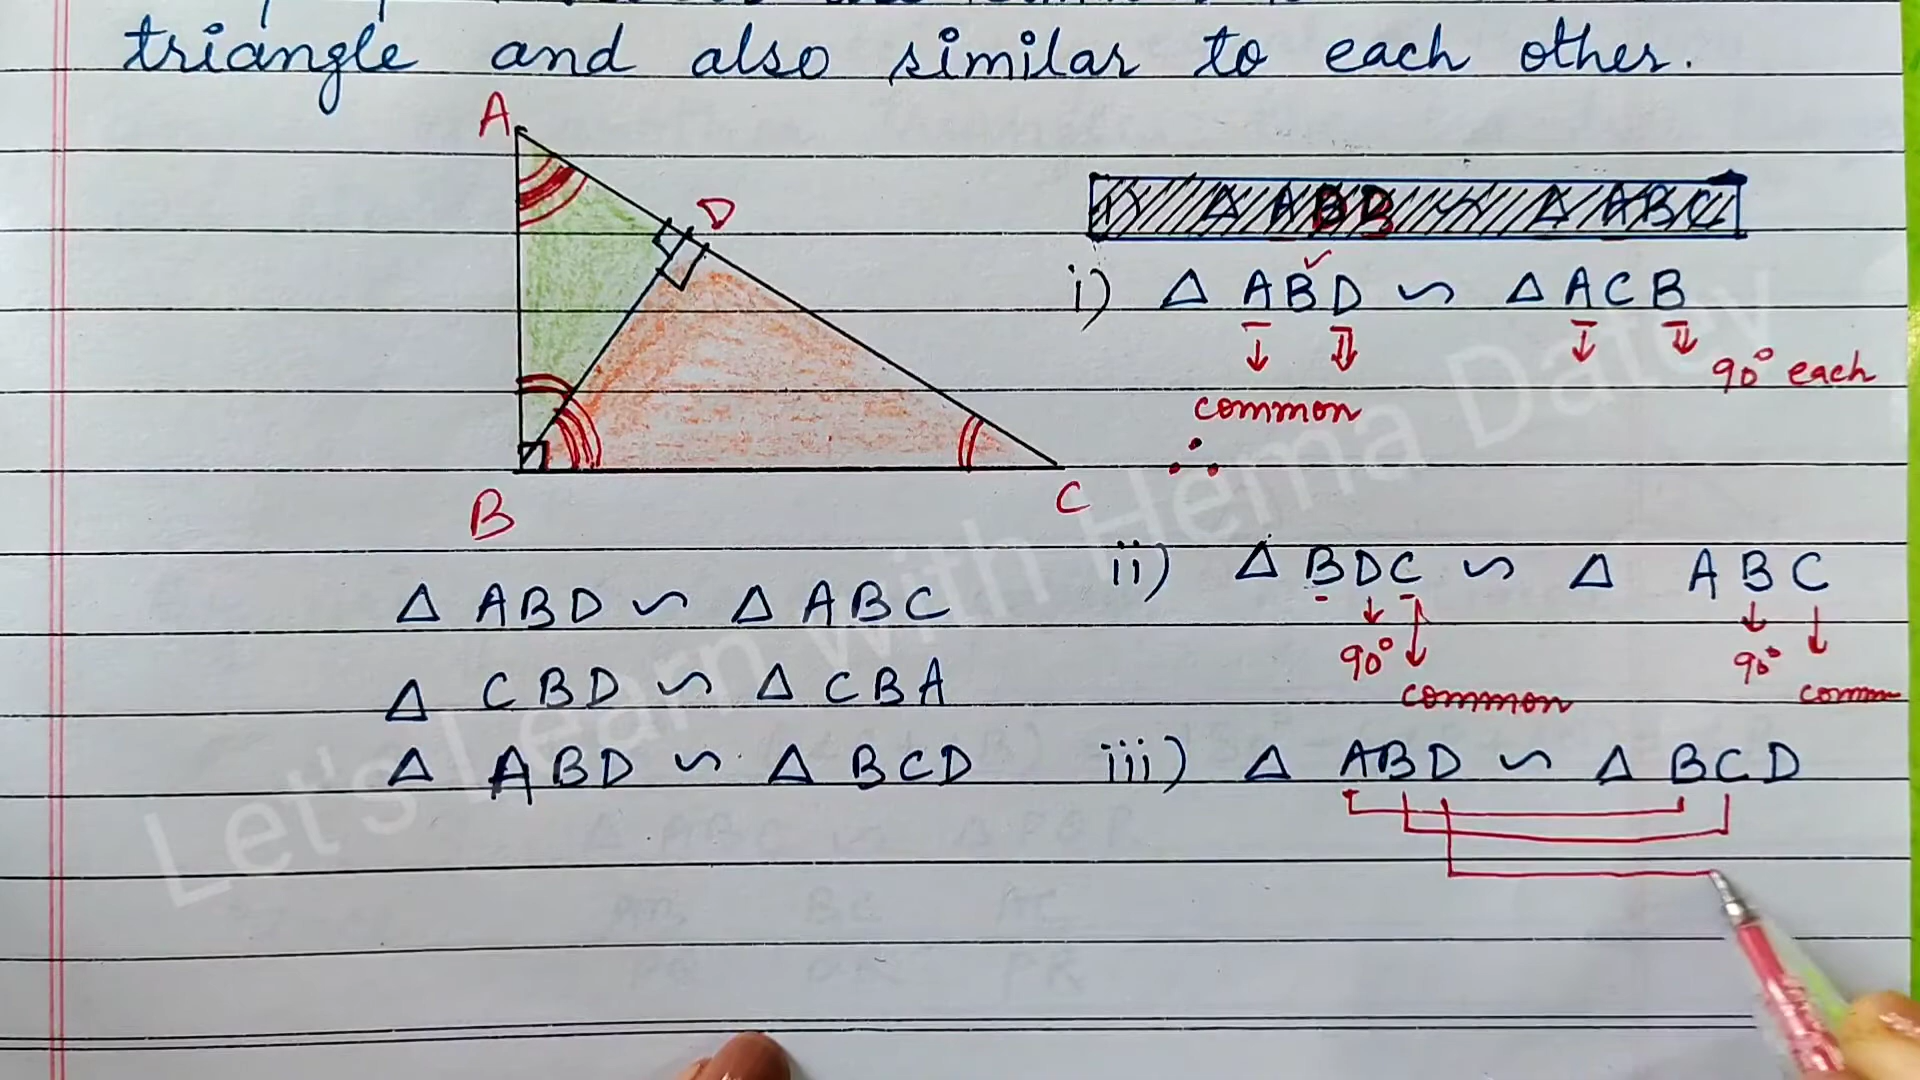 triangle and also similar to each other.
A
D
B
C
i) △ ABD ∽ △ ACB
90° each
common
∴
ii) △ BDC ∽ △ ABC
90° 90°
common comm
△ ABD ∽ △ ABC
△ CBD ∽ △ CBA
△ ABD ∽ △ BCD
iii) △ ABD ∽ △ BCD
Let's Learn with Hema Datey